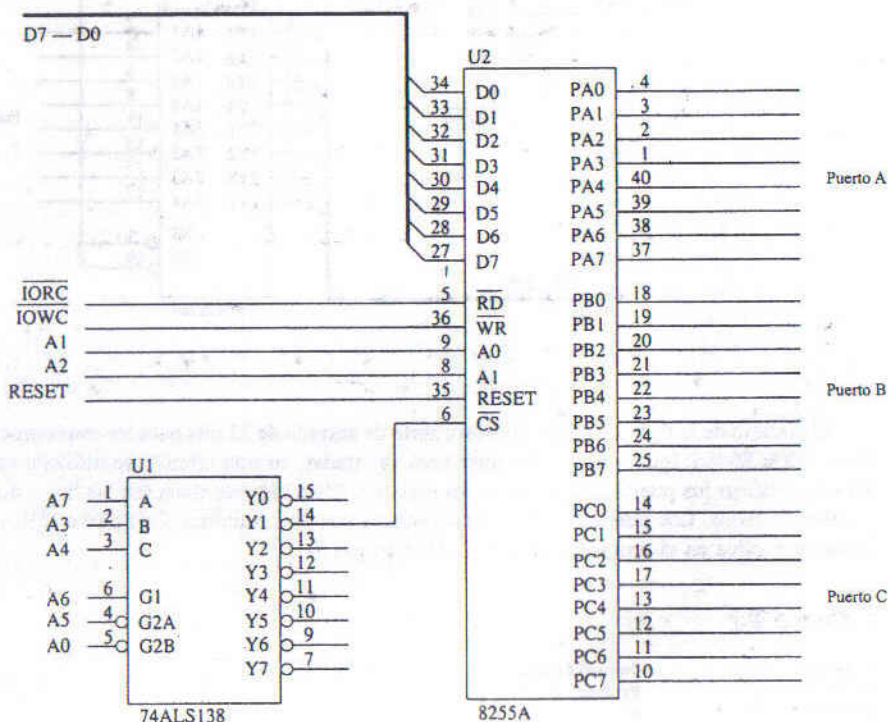 D7 — D0
U2
34 D0 PA0 4
33 D1 PA1 3
32 D2 PA2 2
31 D3 PA3 1
30 D4 PA4 40
Puerto A
29 D5 PA5 39
28 D6 PA6 38
27 D7 PA7 37
IORC 5 RD PB0 18
IOWC 36 WR PB1 19
A1 9 A0 PB2 20
A2 8 A1 PB3 21
RESET 35 RESET PB4 22
Puerto B
6 CS PB5 23
PB6 24
PB7 25
U1
A7 1 A Y0 15
A3 2 B Y1 14
A4 3 C Y2 13
Y3 12
A6 6 G1 Y4 11
A5 4 G2A Y5 10
A0 5 G2B Y6 9
Y7 7
PC0 14
PC1 15
PC2 16
PC3 17
PC4 13
Puerto C
PC5 12
PC6 11
PC7 10
74ALS138
8255A